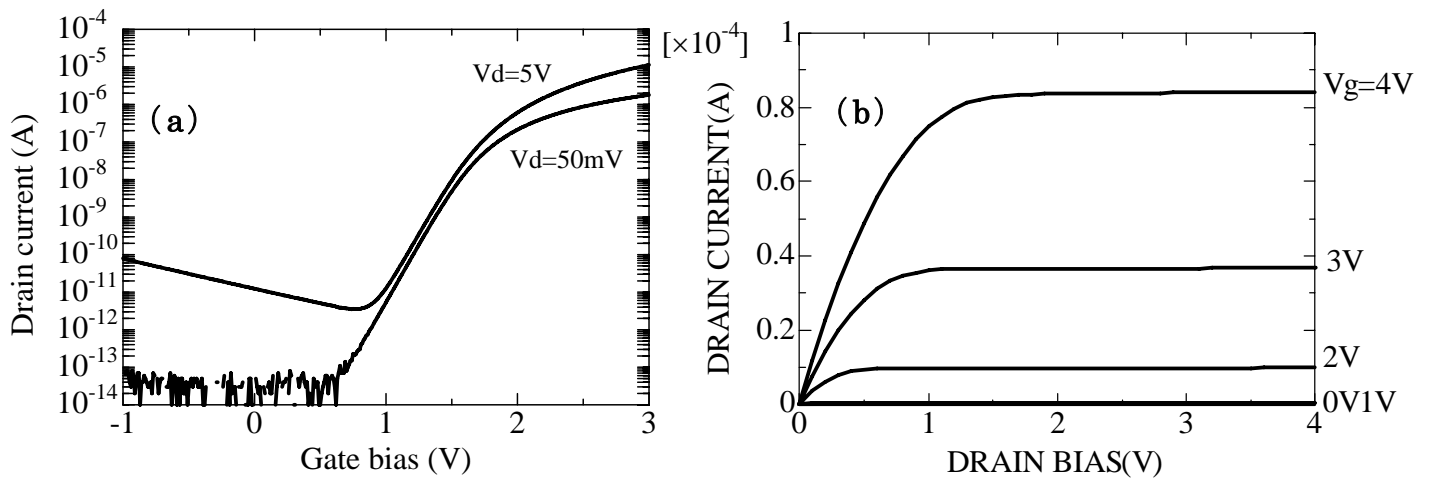 (a)
Drain current (A)
10⁻⁴
10⁻⁵
10⁻⁶
10⁻⁷
10⁻⁸
10⁻⁹
10⁻¹⁰
10⁻¹¹
10⁻¹²
10⁻¹³
10⁻¹⁴
Vd=5V
Vd=50mV
-1 0 1 2 3
Gate bias (V)
[×10⁻⁴]
(b)
DRAIN CURRENT(A)
1
0.8
0.6
0.4
0.2
0
Vg=4V
3V
2V
0V1V
0 1 2 3 4
DRAIN BIAS(V)